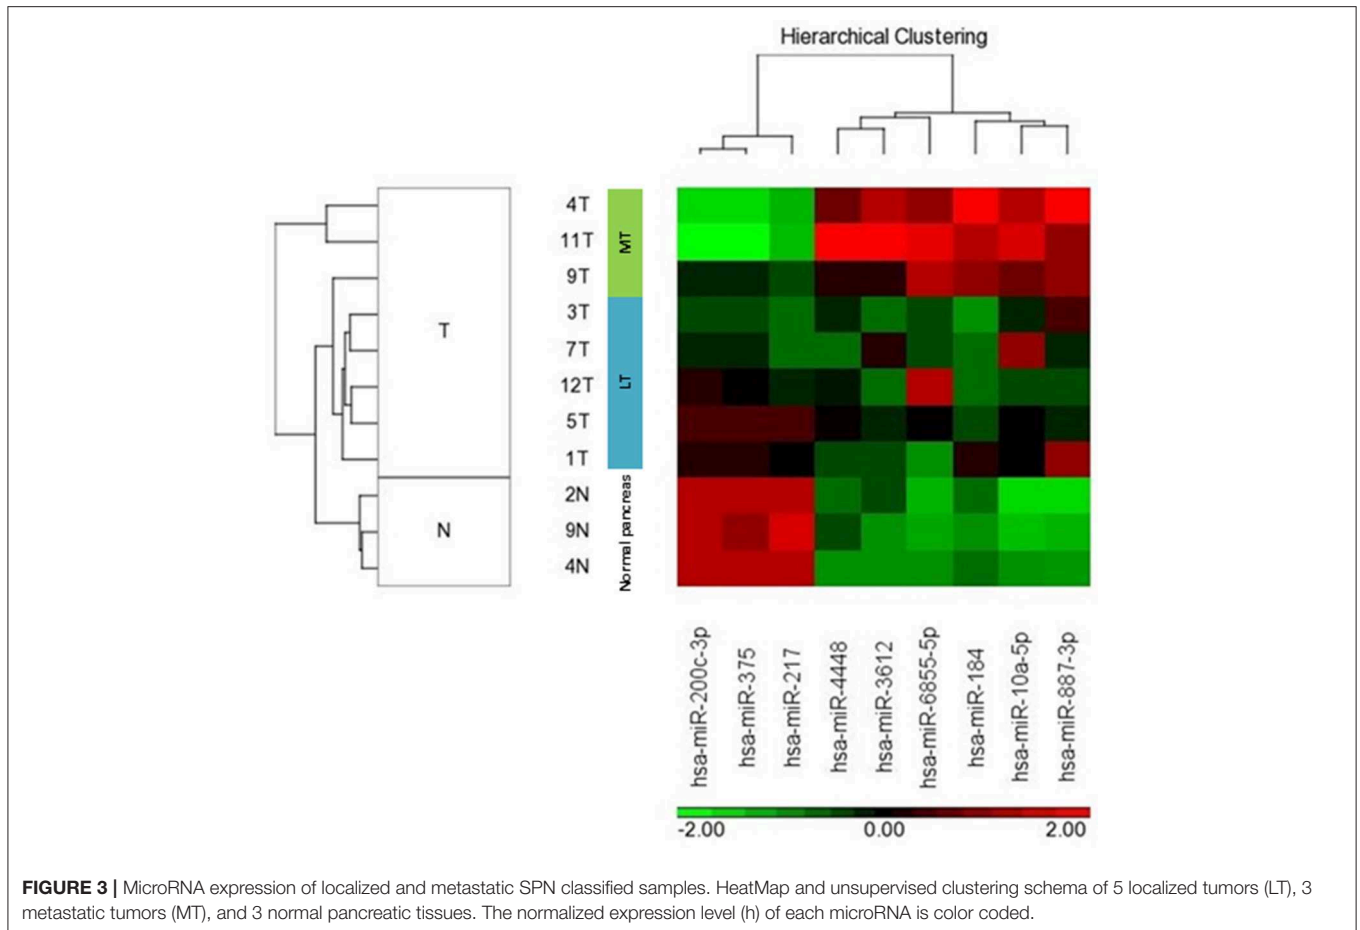 Hierarchical Clustering
4T
11T
9T
3T
7T
12T
5T
1T
2N
9N
4N
T
N
MT
LT
Normal pancreas
hsa-miR-200c-3p
hsa-miR-375
hsa-miR-217
hsa-miR-4448
hsa-miR-3612
hsa-miR-6855-5p
hsa-miR-184
hsa-miR-10a-5p
hsa-miR-887-3p
-2.00 0.00 2.00
FIGURE 3 | MicroRNA expression of localized and metastatic SPN classified samples. HeatMap and unsupervised clustering schema of 5 localized tumors (LT), 3
metastatic tumors (MT), and 3 normal pancreatic tissues. The normalized expression level (h) of each microRNA is color coded.